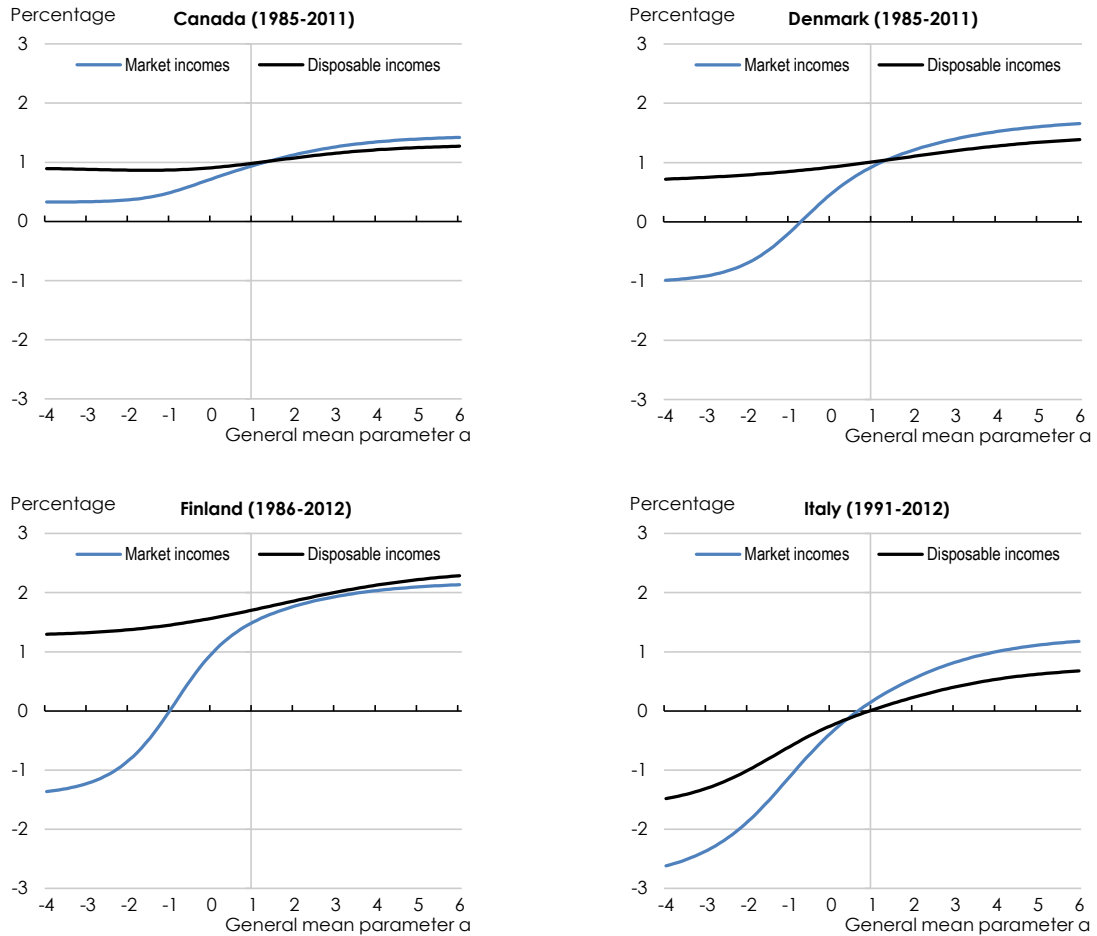 Percentage
Canada (1985-2011)
3
Market incomes Disposable incomes
2
1
0
-1
-2
-3
-4 -3 -2 -1 0 1 2 3 4 5 6
General mean parameter α
Percentage
Denmark (1985-2011)
3
Market incomes Disposable incomes
2
1
0
-1
-2
-3
-4 -3 -2 -1 0 1 2 3 4 5 6
General mean parameter α
Percentage
Finland (1986-2012)
3
Market incomes Disposable incomes
2
1
0
-1
-2
-3
-4 -3 -2 -1 0 1 2 3 4 5 6
General mean parameter α
Percentage
Italy (1991-2012)
3
Market incomes Disposable incomes
2
1
0
-1
-2
-3
-4 -3 -2 -1 0 1 2 3 4 5 6
General mean parameter α